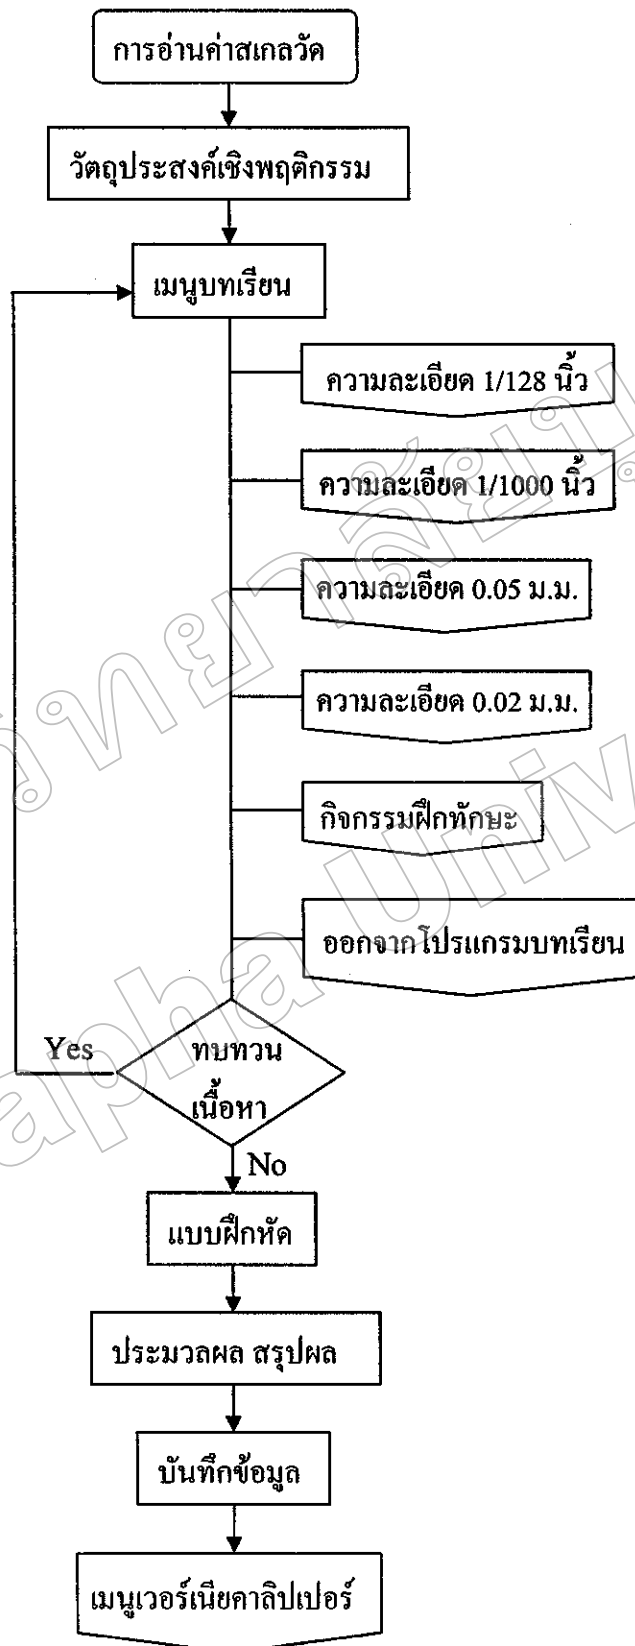 การอ่านค่าสเกลวัด
วัตถุประสงค์เชิงพฤติกรรม
เมนูบทเรียน
ความละเอียด 1/128 นิ้ว
ความละเอียด 1/1000 นิ้ว
ความละเอียด 0.05 ม.ม.
ความละเอียด 0.02 ม.ม.
กิจกรรมฝึกทักษะ
ออกจากโปรแกรมบทเรียน
Yes
ทบทวน
เนื้อหา
No
แบบฝึกหัด
ประมวลผล สรุปผล
บันทึกข้อมูล
เมนูเวอร์เนียคาลิปเปอร์